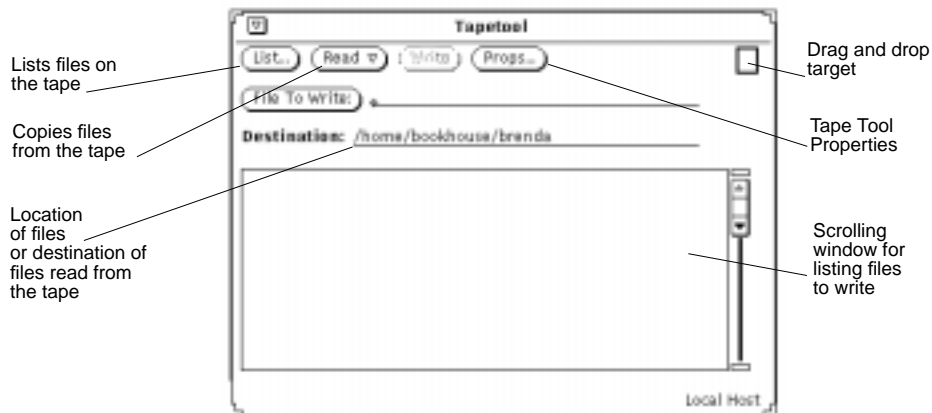 Tapetool
List...
Read
Write
Props...
File To Write:
Destination: /home/bookhouse/brenda
Local Host
Lists files on
the tape
Copies files
from the tape
Location
of files
or destination of
files read from
the tape
Drag and drop
target
Tape Tool
Properties
Scrolling
window for
listing files
to write